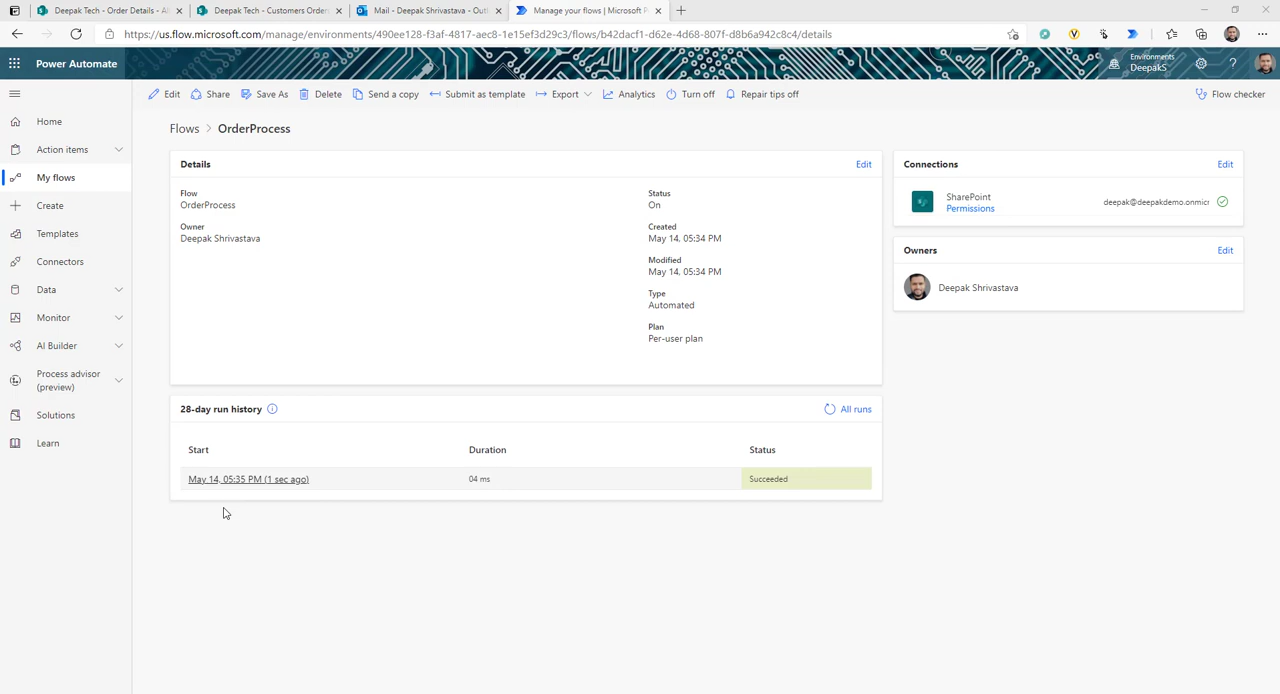 Deepak Tech - Order Details - Al
Deepak Tech - Customers Order
Mail - Deepak Shrivastava - Outl
Manage your flows | Microsoft P
https://us.flow.microsoft.com/manage/environments/490ee128-f3af-4817-aec8-1e15ef3d29c3/flows/b42dacf1-d62e-4d68-807f-d8b6a942c8c4/details
Power Automate
Environments
DeepakS
Edit
Share
Save As
Delete
Send a copy
Submit as template
Export
Analytics
Turn off
Repair tips off
Flow checker
Home
Action items
My flows
Create
Templates
Connectors
Data
Monitor
AI Builder
Process advisor
(preview)
Solutions
Learn
Flows > OrderProcess
Details
Edit
Flow
OrderProcess
Owner
Deepak Shrivastava
Status
On
Created
May 14, 05:34 PM
Modified
May 14, 05:34 PM
Type
Automated
Plan
Per-user plan
Connections
Edit
SharePoint
Permissions
deepak@deepakdemo.onmicr
Owners
Edit
Deepak Shrivastava
28-day run history
All runs
Start
Duration
Status
May 14, 05:35 PM (1 sec ago)
04 ms
Succeeded